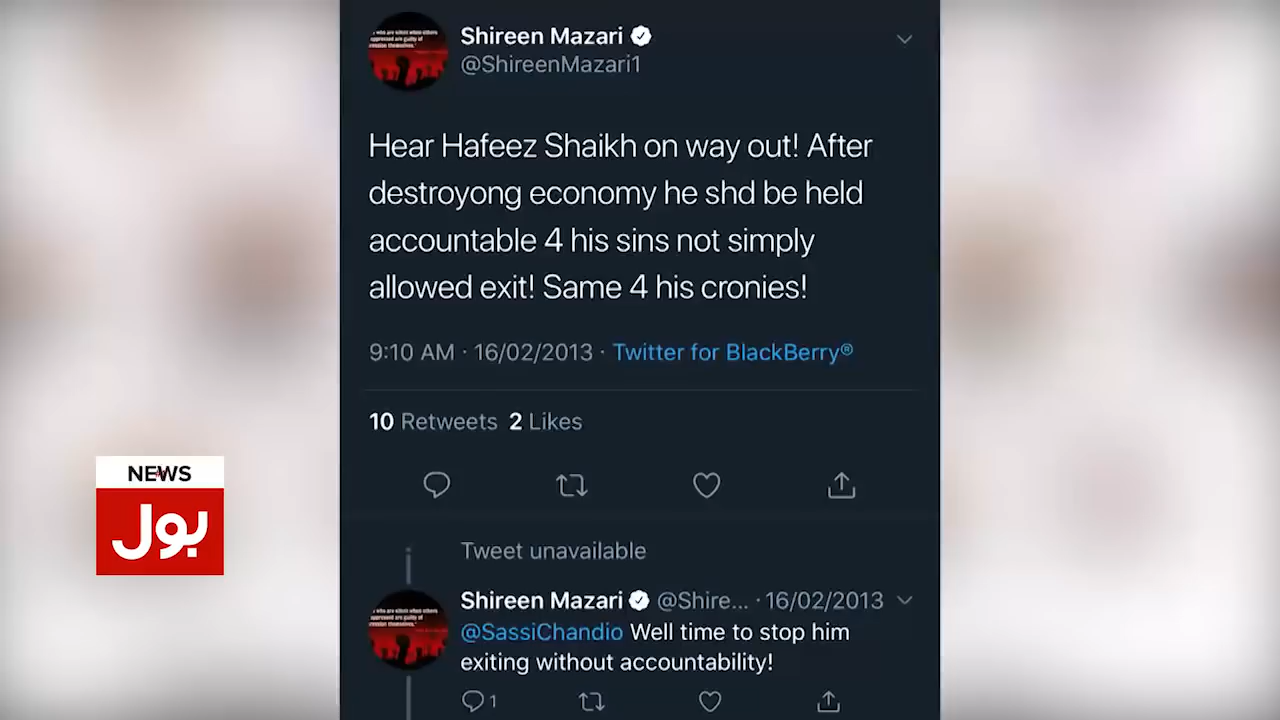 Shireen Mazari
@ShireenMazari1
Hear Hafeez Shaikh on way out! After
destroyong economy he shd be held
accountable 4 his sins not simply
allowed exit! Same 4 his cronies!
9:10 AM · 16/02/2013 · Twitter for BlackBerry®
10 Retweets 2 Likes
NEWS
بول
Tweet unavailable
Shireen Mazari @Shire... · 16/02/2013
@SassiChandio Well time to stop him
exiting without accountability!
1